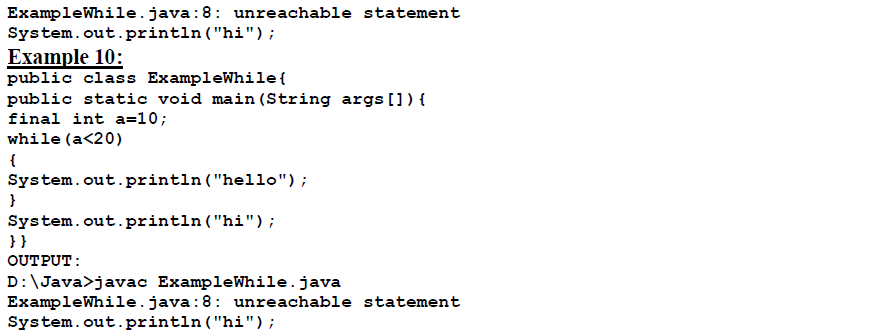 ExampleWhile.java:8: unreachable statement
System.out.println("hi");
Example 10:
public class ExampleWhile{
public static void main(String args[]){
final int a=10;
while(a<20)
{
System.out.println("hello");
}
System.out.println("hi");
}}
OUTPUT:
D:\Java>javac ExampleWhile.java
ExampleWhile.java:8: unreachable statement
System.out.println("hi");